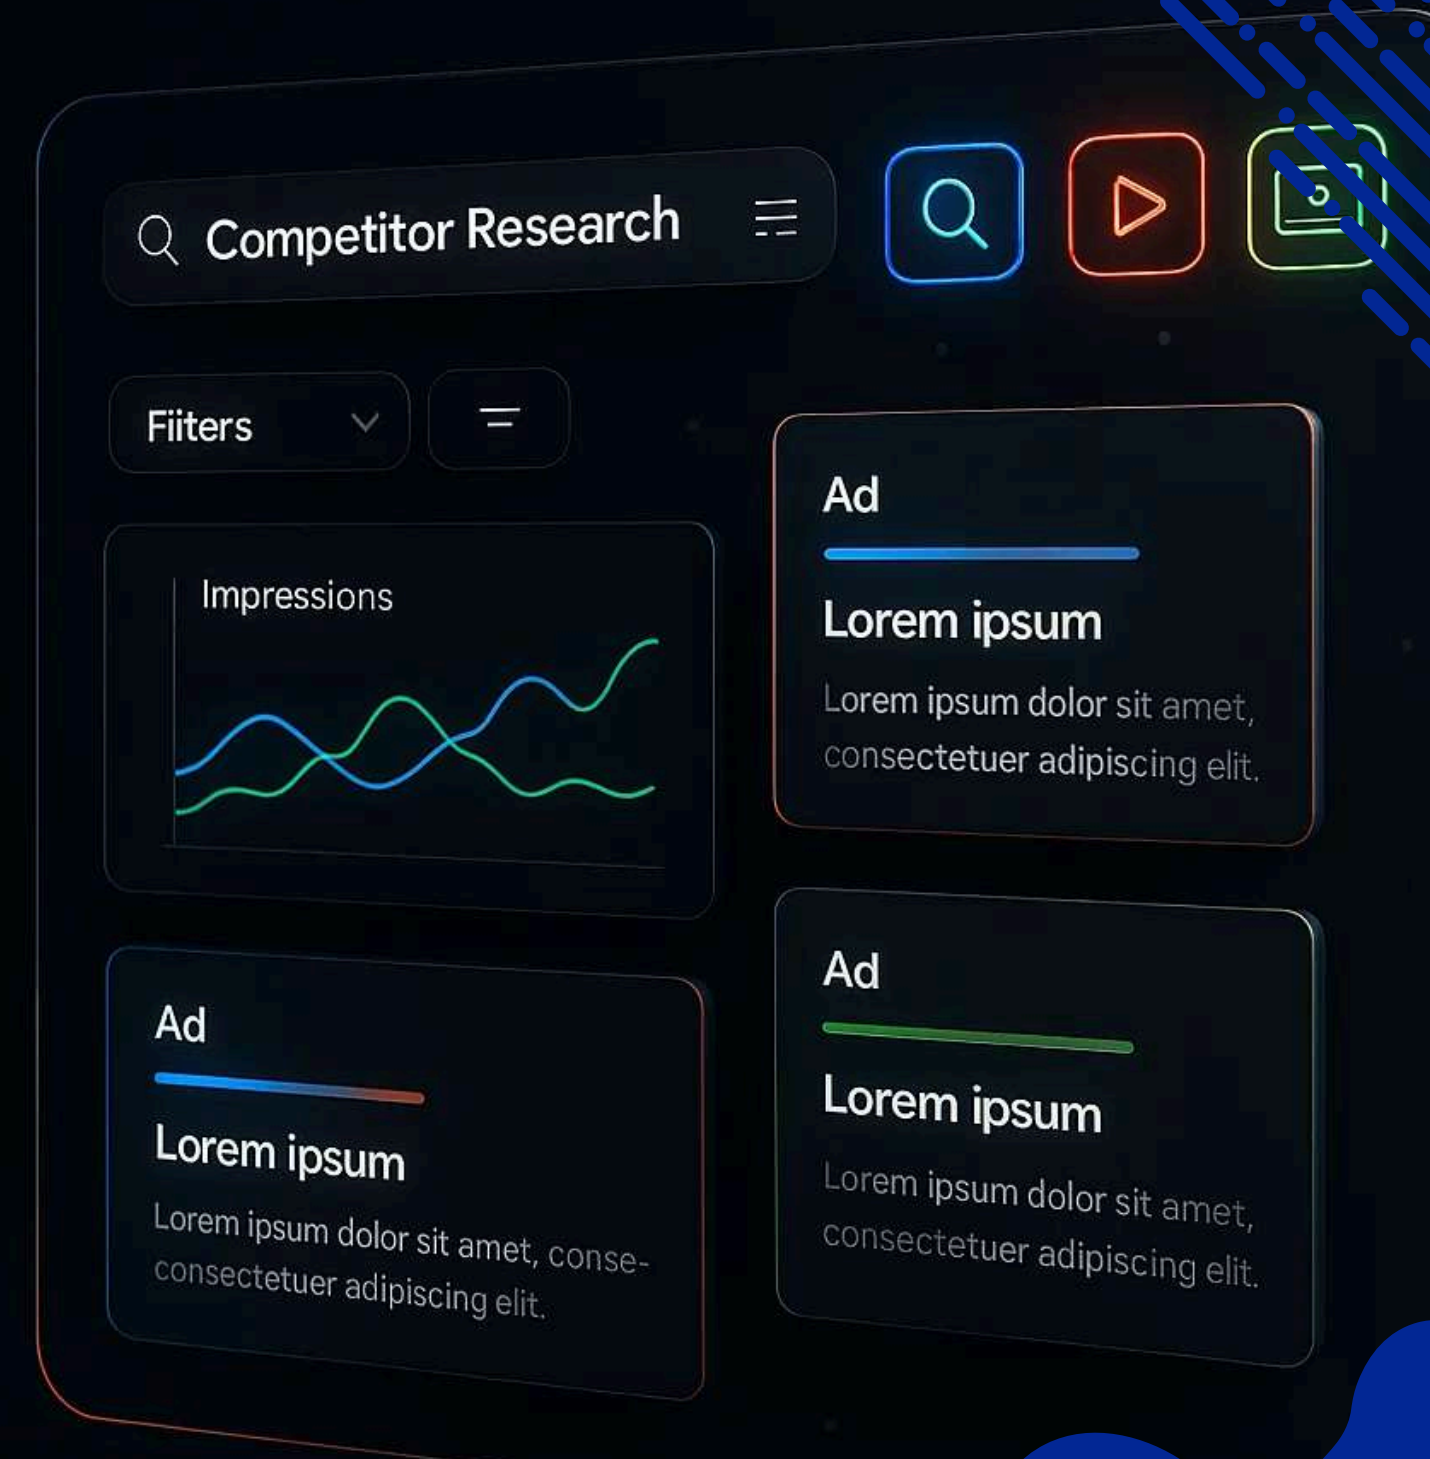 Competitor Research
Fiiters
Impressions
Ad
Lorem ipsum
Lorem ipsum dolor sit amet,
consectetuer adipiscing elit.
Ad
Lorem ipsum
Lorem ipsum dolor sit amet, conse-
consectetuer adipiscing elit.
Ad
Lorem ipsum
Lorem ipsum dolor sit amet,
consectetuer adipiscing elit.